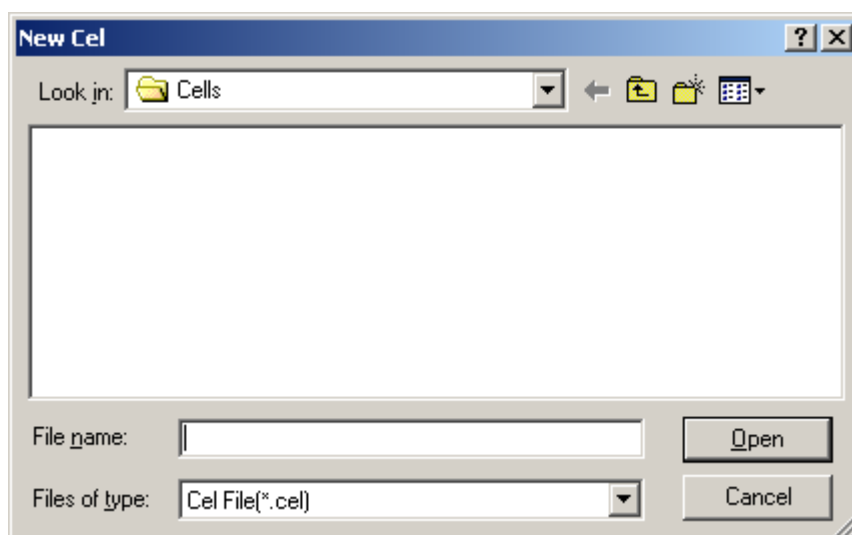 New Cel
Look in: Cells
File name:
Open
Files of type: Cel File(*.cel)
Cancel